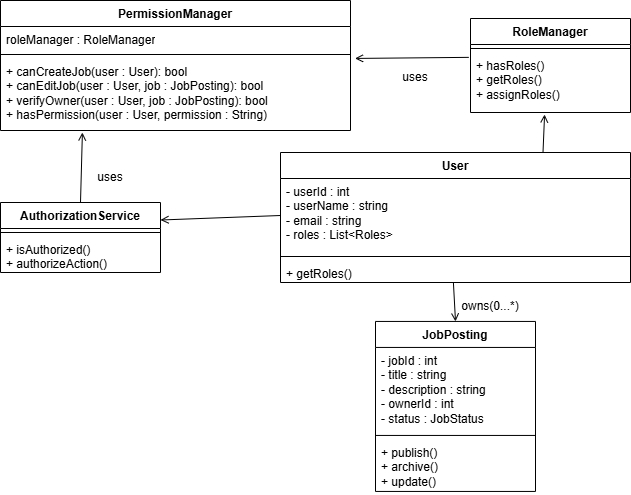 PermissionManager
roleManager : RoleManager
+ canCreateJob(user : User): bool
+ canEditJob(user : User, job : JobPosting): bool
+ verifyOwner(user : User, job : JobPosting): bool
+ hasPermission(user : User, permission : String)
RoleManager
+ hasRoles()
+ getRoles()
+ assignRoles()
uses
uses
User
- userId : int
- userName : string
- email : string
- roles : List<Roles>
+ getRoles()
AuthorizationService
+ isAuthorized()
+ authorizeAction()
owns(0...*)
JobPosting
- jobId : int
- title : string
- description : string
- ownerId : int
- status : JobStatus
+ publish()
+ archive()
+ update()